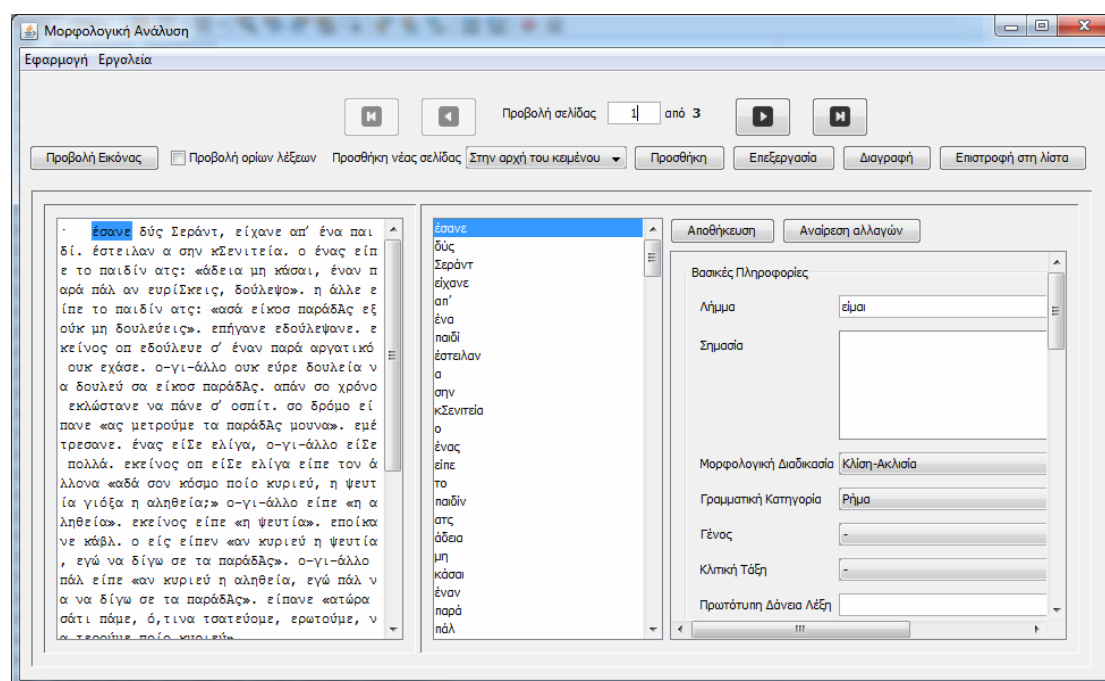 Μορφολογική Ανάλυση
Εφαρμογή Εργαλεία
Προβολή σελίδας 1 από 3
Προβολή Εικόνας Προβολή ορίων λέξεων Προσθήκη νέας σελίδας Στην αρχή του κειμένου Προσθήκη Επεξεργασία Διαγραφή Επιστροφή στη λίστα
· έσανε δύς Σεράντ, είχανε απ' ένα παι
δί. έστειλαν α σην κΣενιτεία. ο ένας είπ
ε το παιδίν ατς: «άδεια μη κάσαι, έναν π
αρά πάλ αν ευρίΣκεις, δούλεψο». η άλλε ε
ίπε το παιδίν ατς: «ασά είκοσ παράδΑς εξ
ούκ μη δουλεύεις». επήγανε εδούλεψανε. ε
κείνος οπ εδούλευε σ' έναν παρά αργατικό
ουκ εχάσε. ο-γι-άλλο ουκ εύρε δουλεία ν
α δουλεύ σα είκοσ παράδΑς. απάν σο χρόνο
εκλώστανε να πάνε σ' οσπίτ. σο δρόμο εί
πανε «ας μετρούμε τα παράδΑς μουνα». εμέ
τρεσανε. ένας είΣε ελίγα, ο-γι-άλλο είΣε
πολλά. εκείνος οπ είΣε ελίγα είπε τον ά
λλονα «αδά σον κόσμο ποίο κυριεύ, η ψευτ
ία γιόξα η αληθεία;» ο-γι-άλλο είπε «η α
ληθεία». εκείνος είπε «η ψευτία». εποίκα
νε κάβλ. ο είς είπεν «αν κυριεύ η ψευτία
, εγώ να δίγω σε τα παράδΑς». ο-γι-άλλο
πάλ είπε «αν κυριεύ η αληθεία, εγώ πάλ ν
α να δίγω σε τα παράδΑς». είπανε «ατώρα
σάτι πάμε, ό,τινα τσατεύομε, ερωτούμε, ν
α τερούμε ποίο κυριεύ».
έσανε
δύς
Σεράντ
είχανε
απ'
ένα
παιδί
έστειλαν
α
σην
κΣενιτεία
ο
ένας
είπε
το
παιδίν
ατς
άδεια
μη
κάσαι
έναν
παρά
πάλ
Αποθήκευση Αναίρεση αλλαγών
Βασικές Πληροφορίες
Λήμμα είμαι
Σημασία
Μορφολογική Διαδικασία Κλίση-Ακλισία
Γραμματική Κατηγορία Ρήμα
Γένος -
Κλιτική Τάξη -
Πρωτότυπη Δάνεια Λέξη